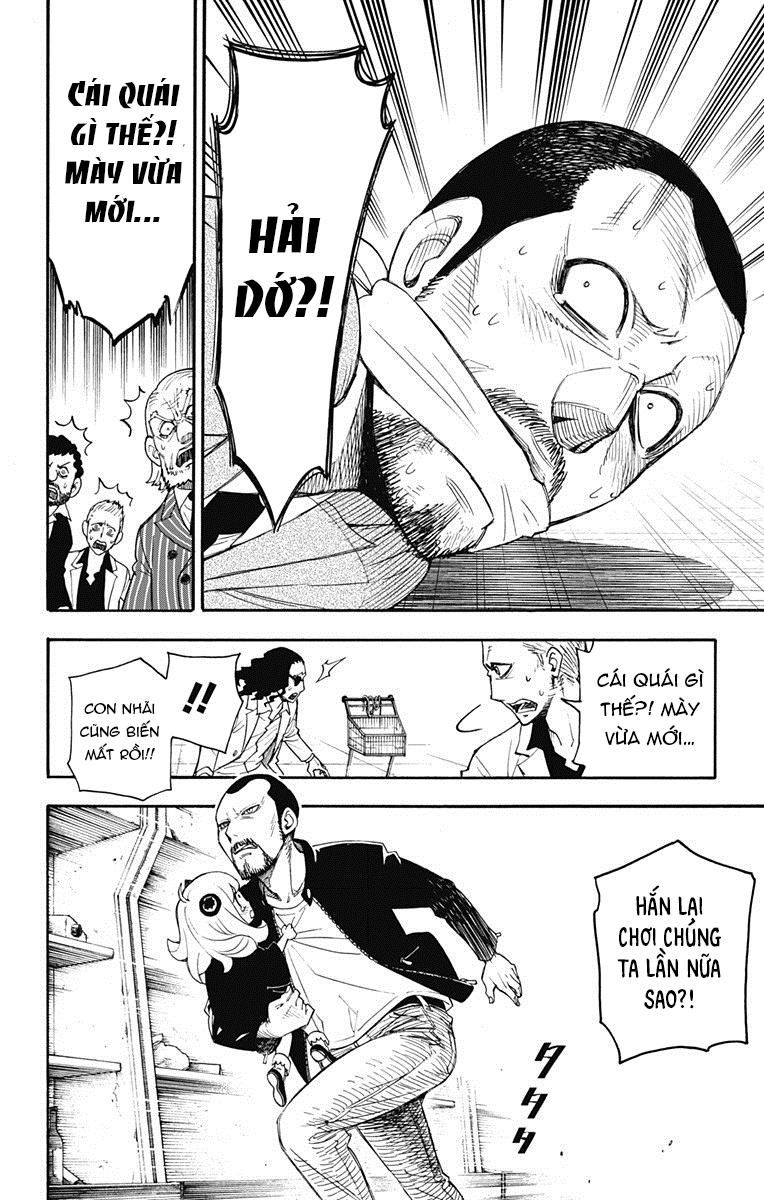 HẢI
DỚ?!
CÁI QUÁI
GÌ THẾ?!
MÀY VỪA
MỚI...
CÁI QUÁI GÌ
THẾ?! MÀY
VỪA MỚI...
!!
CON NHÃI
CŨNG BIẾN
MẤT RỒI!!
HẮN LẠI
CHƠI CHÚNG
TA LẦN NỮA
SAO?!
タタタ